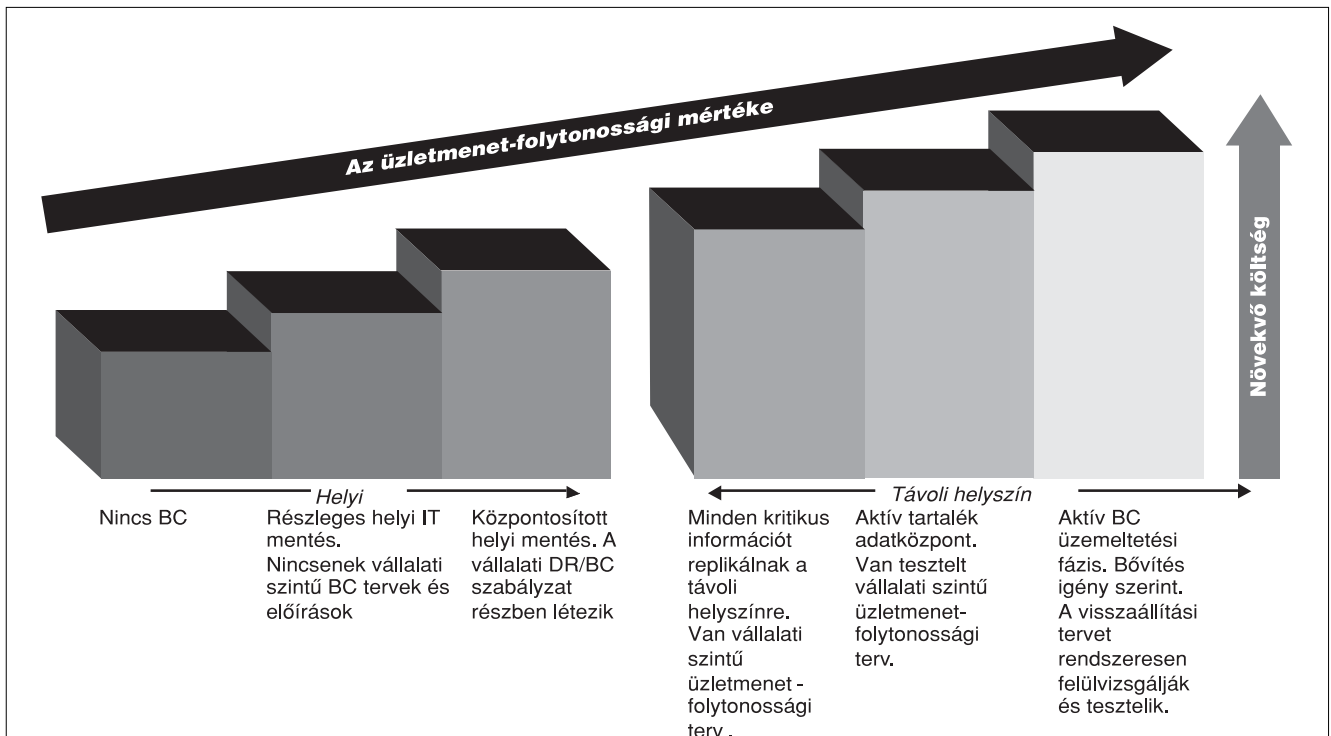 Az üzletmenet-folytonossági mértéke
Növekvő költség
Helyi
Távoli helyszín
Nincs BC
Részleges helyi IT
mentés.
Nincsenek vállalati
szintű BC tervek és
előírások
Központosított
helyi mentés. A
vállalati DR/BC
szabályzat
részben létezik
Minden kritikus
információt
replikálnak a
távoli
helyszínre.
Van vállalati
szintű
üzletmenet -
folytonossági
terv .
Aktív tartalék
adatközpont.
Van tesztelt
vállalati szintű
üzletmenet-
folytonossági
terv.
Aktív BC
üzemeltetési
fázis. Bővítés
igény szerint.
A visszaállítási
tervet
rendszeresen
felülvizsgálják
és tesztelik.